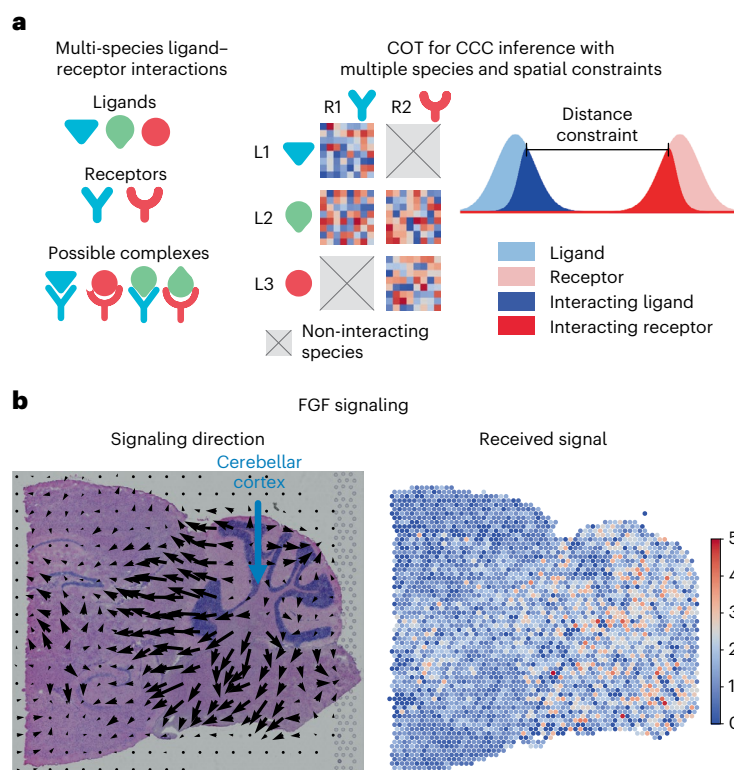 a
Multi-species ligand–
receptor interactions
Ligands
Receptors
Possible complexes
COT for CCC inference with
multiple species and spatial constraints
R1
R2
L1
L2
L3
Non-interacting
species
Distance
constraint
Ligand
Receptor
Interacting ligand
Interacting receptor
b
FGF signaling
Signaling direction
Cerebellar
cortex
Received signal
5
4
3
2
1
0